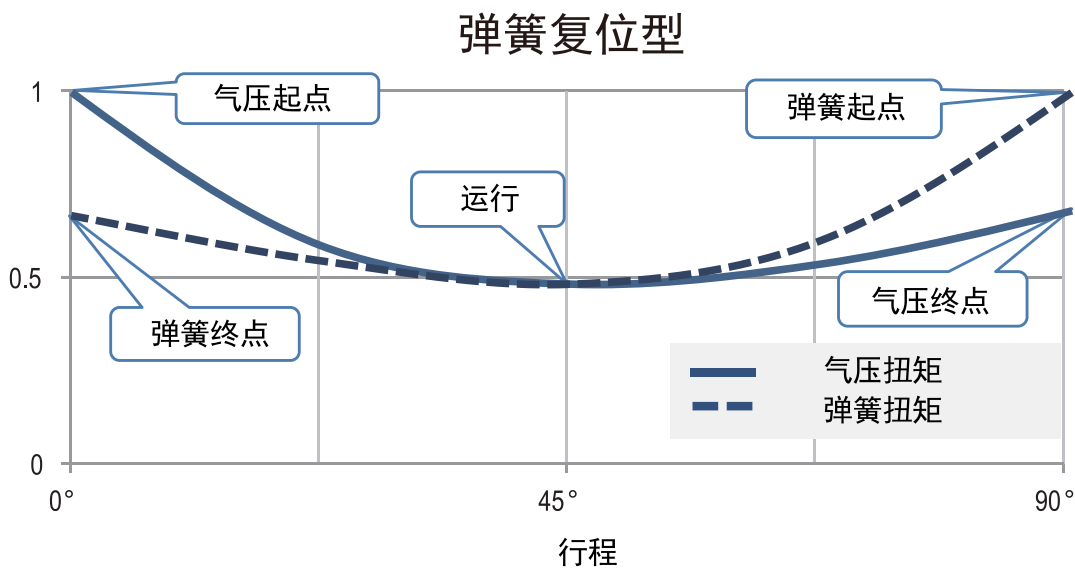 弹簧复位型
1
气压起点
弹簧起点
运行
0.5
弹簧终点
气压终点
气压扭矩
弹簧扭矩
0
0°
45°
90°
行程